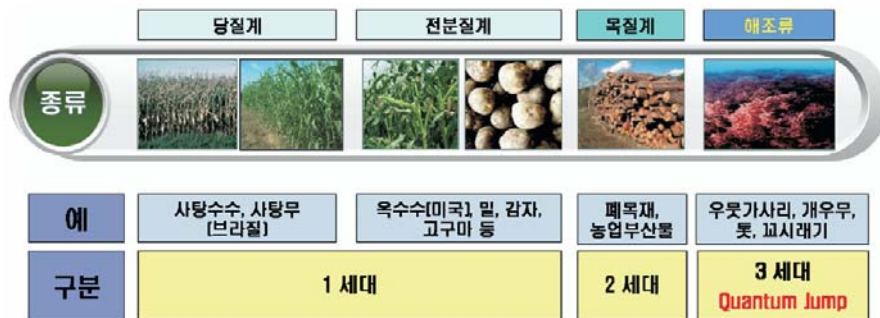 당질계 전분질계 목질계 해조류
종류
예
사탕수수, 사탕무
(브라질)
옥수수(미국), 밀, 감자,
고구마 등
폐목재,
농업부산물
우뭇가사리, 개우무,
톳, 꼬시래기
구분
1 세대
2 세대
3 세대
Quantum Jump